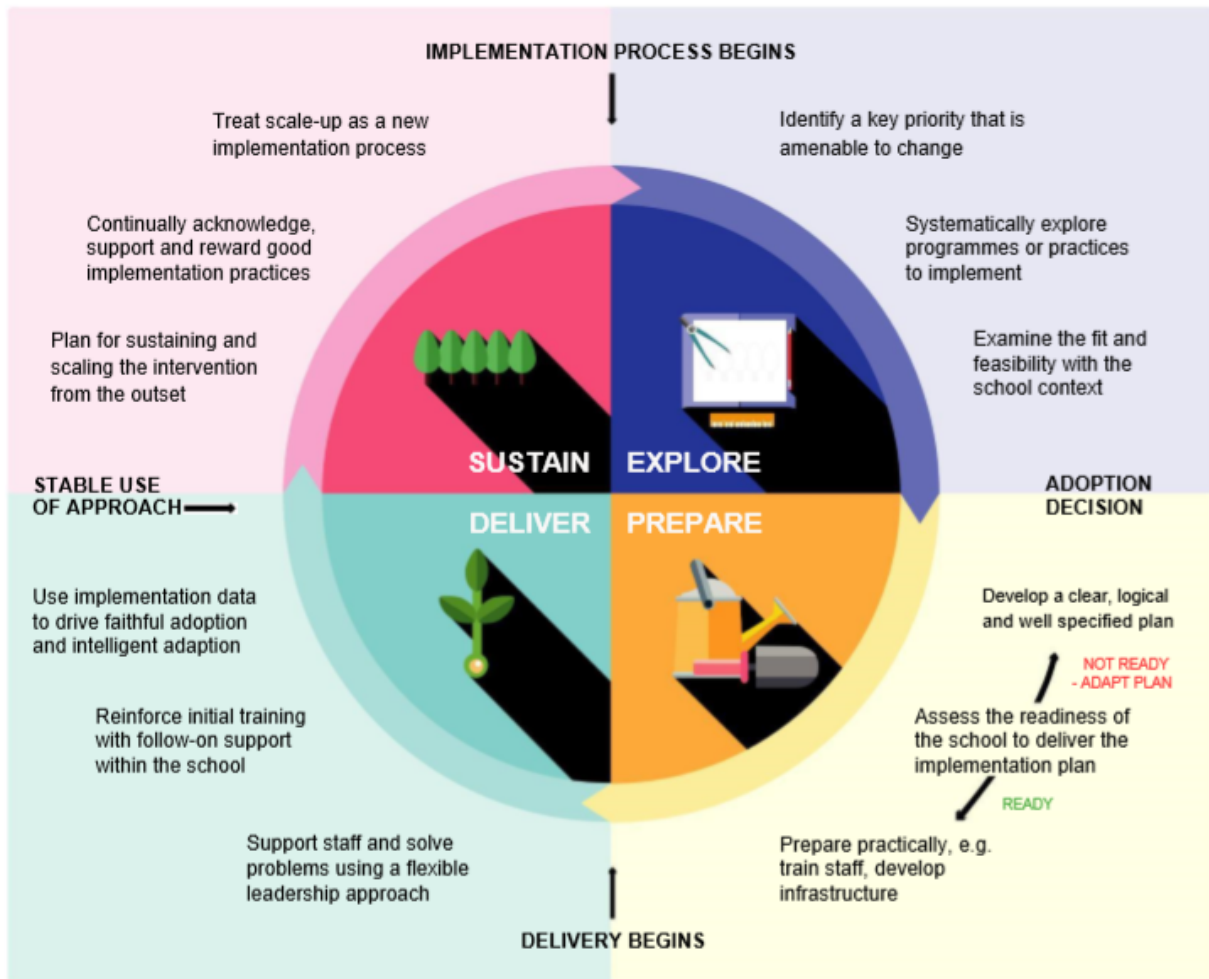 IMPLEMENTATION PROCESS BEGINS
Treat scale-up as a new
implementation process
Identify a key priority that is
amenable to change
Continually acknowledge,
support and reward good
implementation practices
Systematically explore
programmes or practices
to implement
Plan for sustaining and
scaling the intervention
from the outset
Examine the fit and
feasibility with the
school context
SUSTAIN
EXPLORE
STABLE USE
OF APPROACH
ADOPTION
DECISION
DELIVER
PREPARE
Use implementation data
to drive faithful adoption
and intelligent adaption
Develop a clear, logical
and well specified plan
NOT READY
- ADAPT PLAN
Reinforce initial training
with follow-on support
within the school
Assess the readiness of
the school to deliver the
implementation plan
READY
Support staff and solve
problems using a flexible
leadership approach
Prepare practically, e.g.
train staff, develop
infrastructure
DELIVERY BEGINS